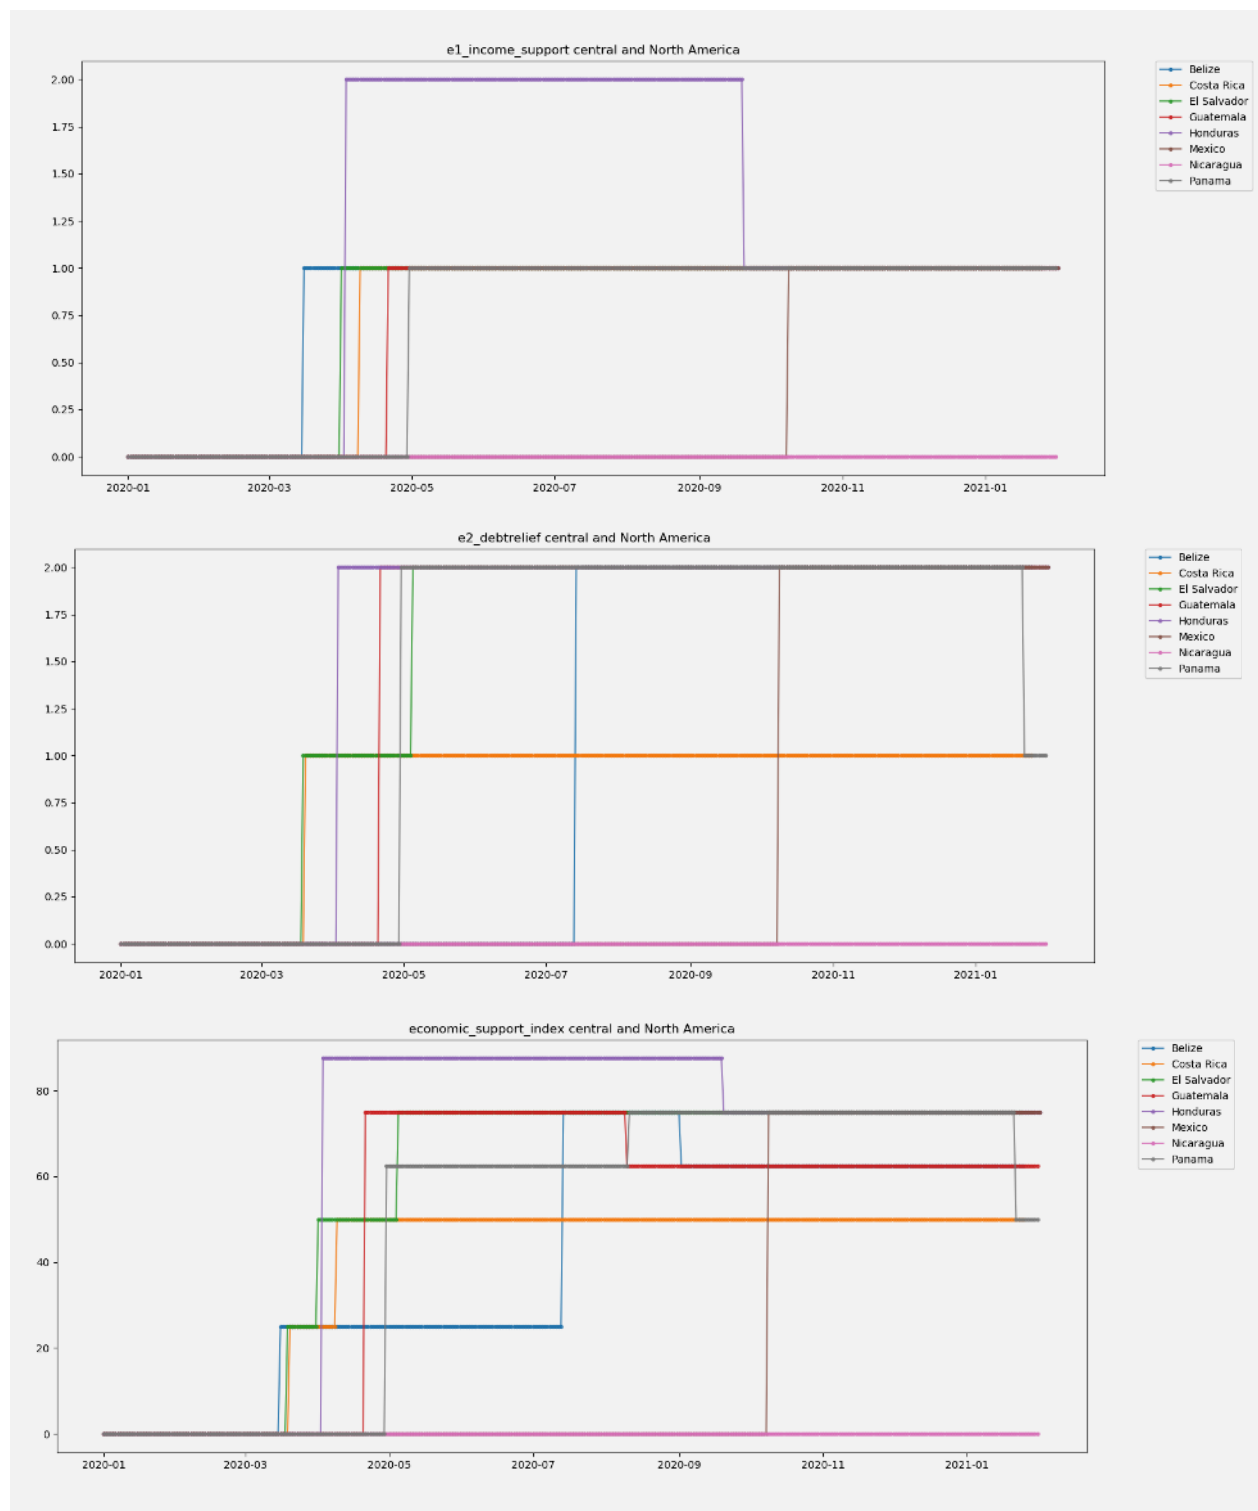 e1_income_support central and North America
2.00
1.75
1.50
1.25
1.00
0.75
0.50
0.25
0.00
2020-01 2020-03 2020-05 2020-07 2020-09 2020-11 2021-01
Belize
Costa Rica
El Salvador
Guatemala
Honduras
Mexico
Nicaragua
Panama
e2_debtrelief central and North America
2.00
1.75
1.50
1.25
1.00
0.75
0.50
0.25
0.00
2020-01 2020-03 2020-05 2020-07 2020-09 2020-11 2021-01
Belize
Costa Rica
El Salvador
Guatemala
Honduras
Mexico
Nicaragua
Panama
economic_support_index central and North America
80
60
40
20
0
2020-01 2020-03 2020-05 2020-07 2020-09 2020-11 2021-01
Belize
Costa Rica
El Salvador
Guatemala
Honduras
Mexico
Nicaragua
Panama